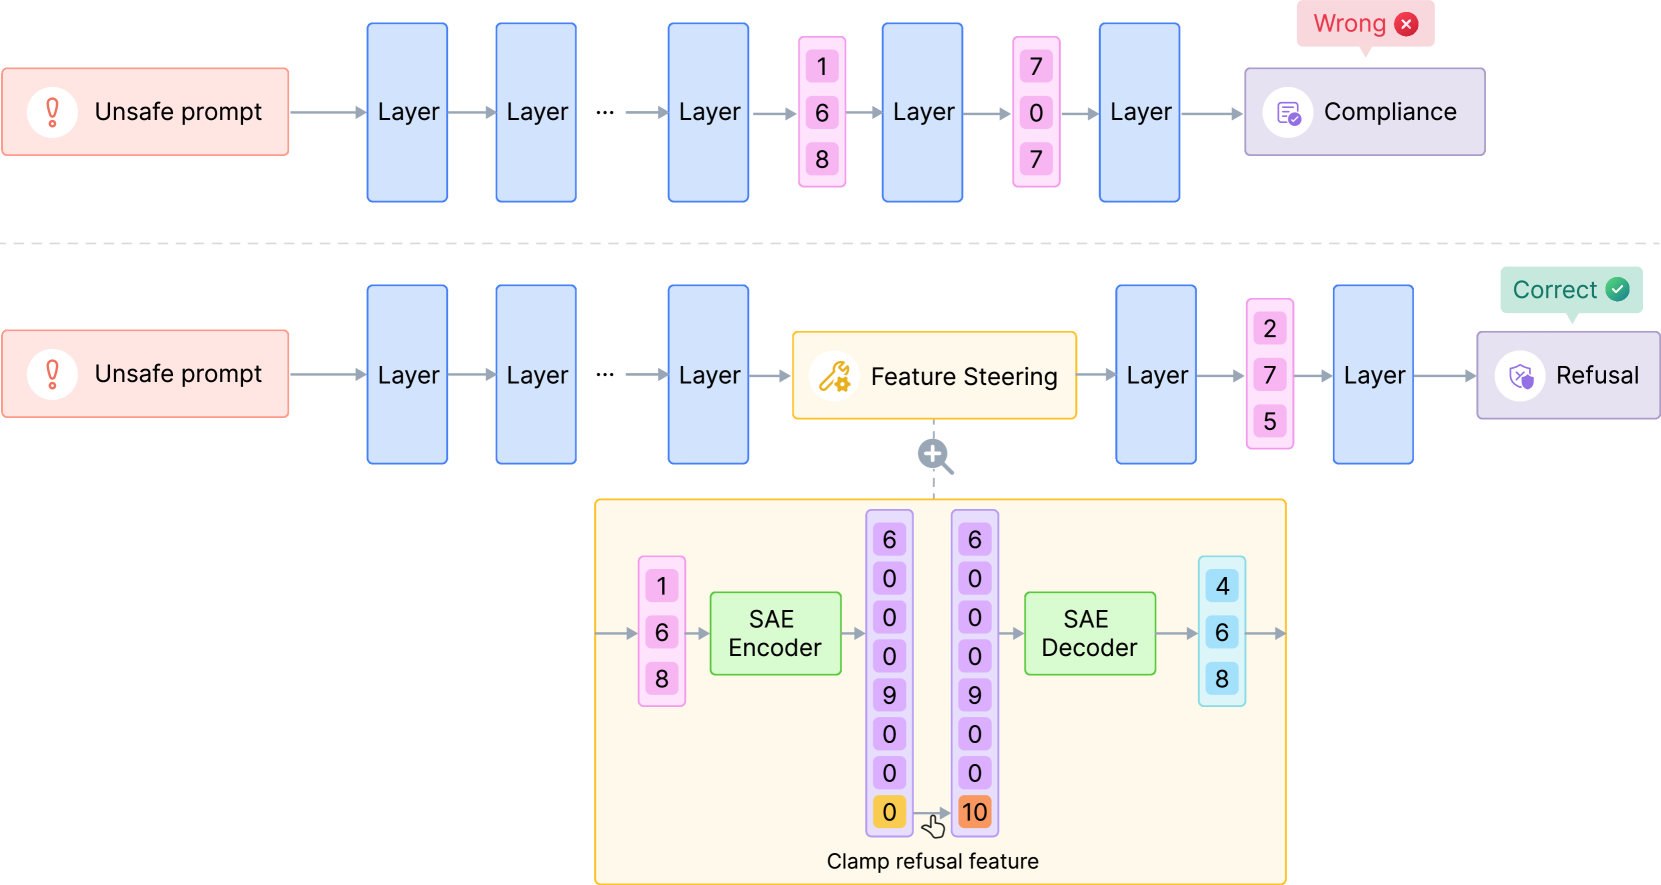 Wrong
Unsafe prompt
Layer
Layer
...
Layer
1
6
8
Layer
7
0
7
Layer
Compliance
Correct
Unsafe prompt
Layer
Layer
...
Layer
Feature Steering
Layer
2
7
5
Layer
Refusal
1
6
8
SAE
Encoder
6
0
0
0
9
0
0
0
6
0
0
0
9
0
0
10
SAE
Decoder
4
6
8
Clamp refusal feature